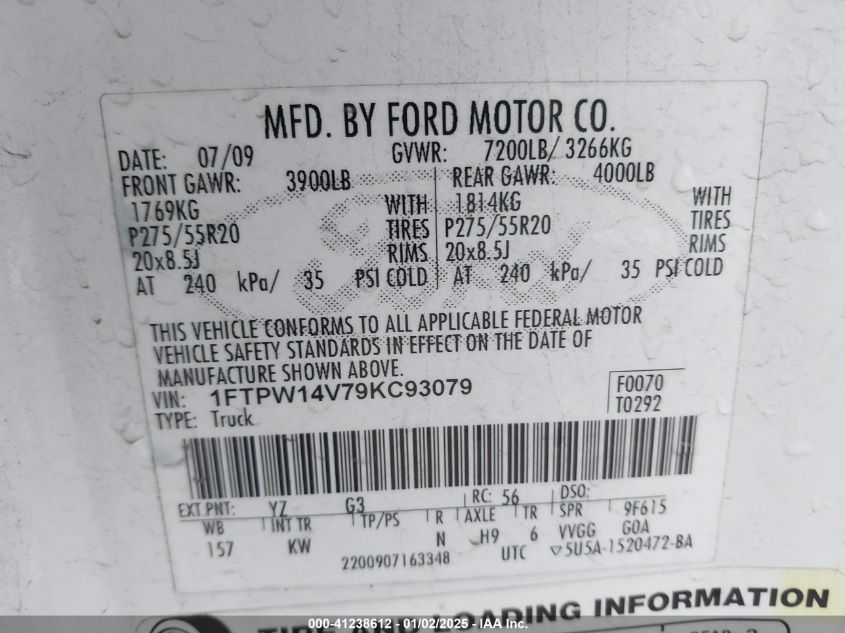 MFD. BY FORD MOTOR CO.
DATE: 07/09 GVWR: 7200LB/ 3266KG
FRONT GAWR: 3900LB REAR GAWR: 4000LB
1769KG WITH 1814KG WITH
P275/55R20 TIRES P275/55R20 TIRES
20x8.5J RIMS 20x8.5J RIMS
AT 240 kPa/ 35 PSI COLD AT 240 kPa/ 35 PSI COLD
THIS VEHICLE CONFORMS TO ALL APPLICABLE FEDERAL MOTOR
VEHICLE SAFETY STANDARDS IN EFFECT ON THE DATE OF
MANUFACTURE SHOWN ABOVE.
VIN: 1FTPW14V79KC93079 F0070
TYPE: Truck T0292
EXT PNT: YZ G3 RC: 56 DSO:
WB INT TR TP/PS R AXLE TR SPR 9F615
157 KW N H9 6 VVGG GOA
2200907163348 UTC ▽5U5A-1520472-BA
TIRE AND LOADING INFORMATION
000-41238612 - 01/02/2025 - IAA Inc.